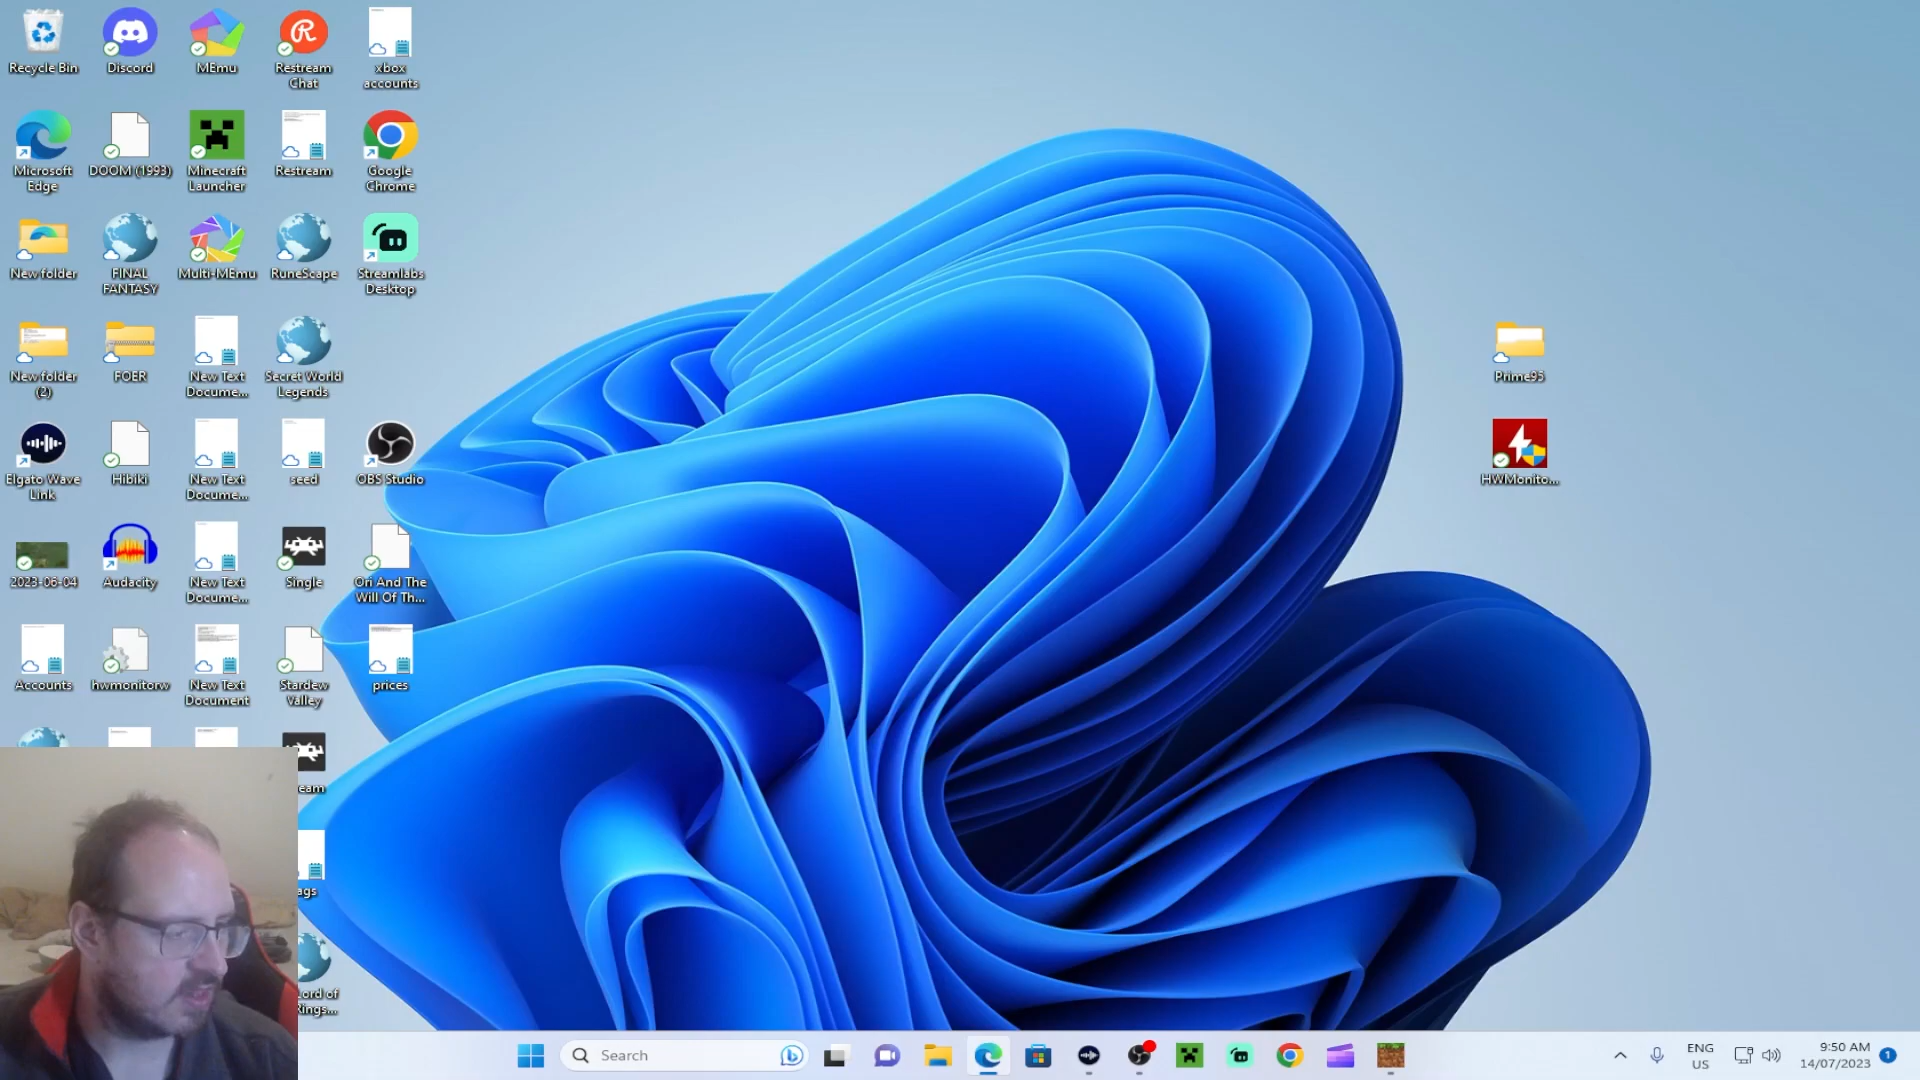 Recycle Bin
Discord
MEmu
Restream
Chat
xbox
accounts
Microsoft
Edge
DOOM (1993)
Minecraft
Launcher
Restream
Google
Chrome
New folder
FINAL
FANTASY
Multi-MEmu
RuneScape
Streamlabs
Desktop
New folder
(2)
FOER
New Text
Docume...
Secret World
Legends
Prime95
Elgato Wave
Link
Hibiki
New Text
Docume...
seed
OBS Studio
HWMonito...
2023-06-04
Audacity
New Text
Docume...
Single
Ori And The
Will Of Th...
Accounts
hwmonitorw
New Text
Document
Stardew
Valley
prices
eam
ags
Lord of
Rings...
Search
ENG
US
9:50 AM
14/07/2023
1